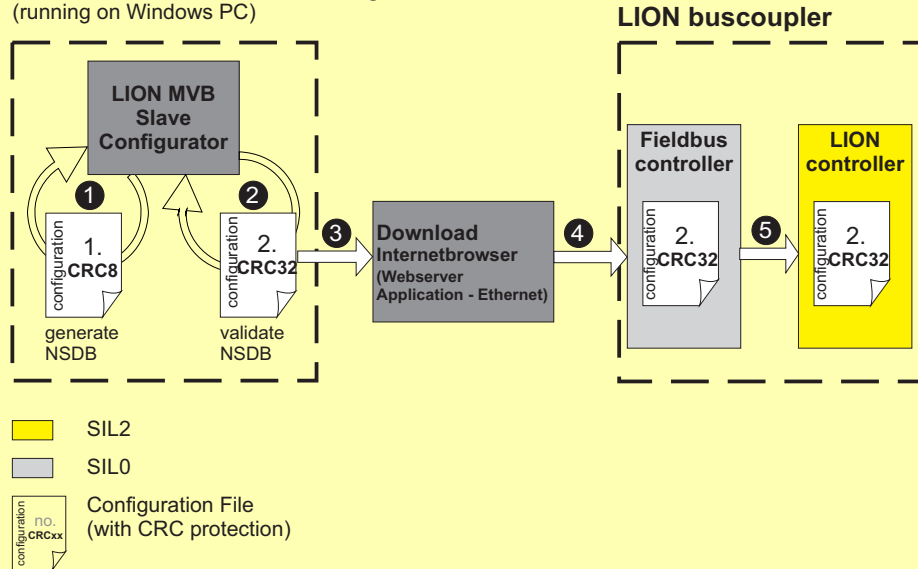 (running on Windows PC)
LION buscoupler
LION MVB
Slave
Configurator
1
configuration
1.
CRC8
generate
NSDB
2
configuration
2.
CRC32
validate
NSDB
3
Download
Internetbrowser
(Webserver
Application - Ethernet)
4
Fieldbus
controller
configuration
2.
CRC32
5
LION
controller
configuration
2.
CRC32
SIL2
SIL0
configuration
no.
CRCxx
Configuration File
(with CRC protection)